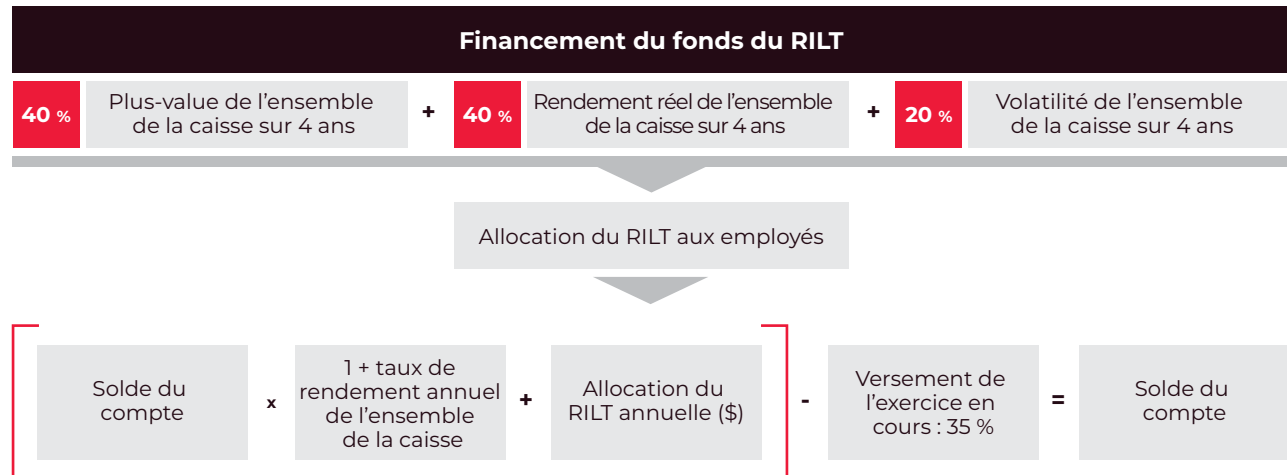 Financement du fonds du RILT
40 %
Plus-value de l'ensemble
de la caisse sur 4 ans
+
40 %
Rendement réel de l'ensemble
de la caisse sur 4 ans
+
20 %
Volatilité de l'ensemble
de la caisse sur 4 ans
Allocation du RILT aux employés
Solde du
compte
x
1 + taux de
rendement annuel
de l'ensemble
de la caisse
+
Allocation du
RILT annuelle ($)
-
Versement de
l'exercice en
cours : 35 %
=
Solde du
compte